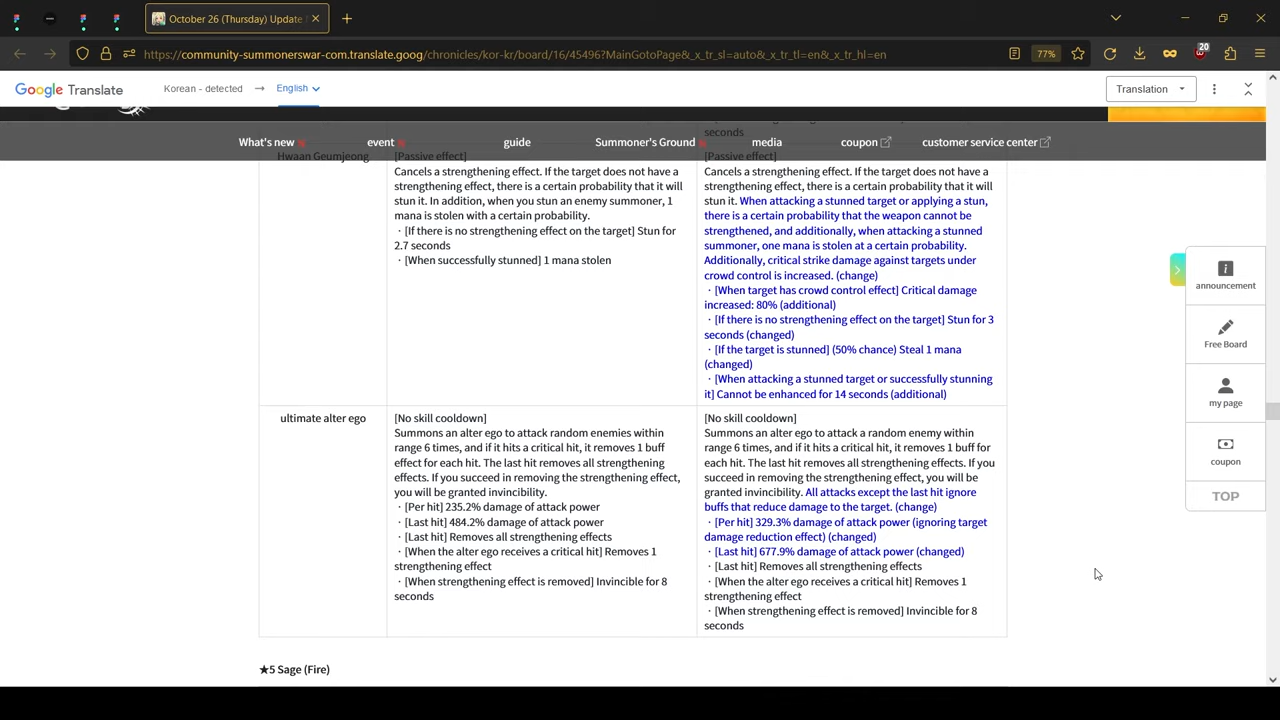 October 26 (Thursday) Update
https://community-summonerswar-com.translate.goog/chronicles/kor-kr/board/16/45496?MainGotoPage&_x_tr_sl=auto&_x_tr_tl=en&_x_tr_hl=en
77%
20
Google Translate
Korean - detected
English
Translation
seconds
What's new
event
guide
Summoner's Ground
media
coupon
customer service center
Hwaan Geumjeong
[Passive effect]
Cancels a strengthening effect. If the target does not have a
strengthening effect, there is a certain probability that it will
stun it. In addition, when you stun an enemy summoner, 1
mana is stolen with a certain probability.
· [If there is no strengthening effect on the target] Stun for
2.7 seconds
· [When successfully stunned] 1 mana stolen
[Passive effect]
Cancels a strengthening effect. If the target does not have a
strengthening effect, there is a certain probability that it will
stun it. When attacking a stunned target or applying a stun,
there is a certain probability that the weapon cannot be
strengthened, and additionally, when attacking a stunned
summoner, one mana is stolen at a certain probability.
Additionally, critical strike damage against targets under
crowd control is increased. (change)
· [When target has crowd control effect] Critical damage
increased: 80% (additional)
· [If there is no strengthening effect on the target] Stun for 3
seconds (changed)
· [If the target is stunned] (50% chance) Steal 1 mana
(changed)
· [When attacking a stunned target or successfully stunning
it] Cannot be enhanced for 14 seconds (additional)
ultimate alter ego
[No skill cooldown]
Summons an alter ego to attack random enemies within
range 6 times, and if it hits a critical hit, it removes 1 buff
effect for each hit. The last hit removes all strengthening
effects. If you succeed in removing the strengthening effect,
you will be granted invincibility.
· [Per hit] 235.2% damage of attack power
· [Last hit] 484.2% damage of attack power
· [Last hit] Removes all strengthening effects
· [When the alter ego receives a critical hit] Removes 1
strengthening effect
· [When strengthening effect is removed] Invincible for 8
seconds
[No skill cooldown]
Summons an alter ego to attack a random enemy within
range 6 times, and if it hits a critical hit, it removes 1 buff
for each hit. The last hit removes all strengthening effects. If you
succeed in removing the strengthening effect, you will be
granted invincibility. All attacks except the last hit ignore
buffs that reduce damage to the target. (change)
· [Per hit] 329.3% damage of attack power (ignoring target
damage reduction effect) (changed)
· [Last hit] 677.9% damage of attack power (changed)
· [Last hit] Removes all strengthening effects
· [When the alter ego receives a critical hit] Removes 1
strengthening effect
· [When strengthening effect is removed] Invincible for 8
seconds
★5 Sage (Fire)
announcement
Free Board
my page
coupon
TOP